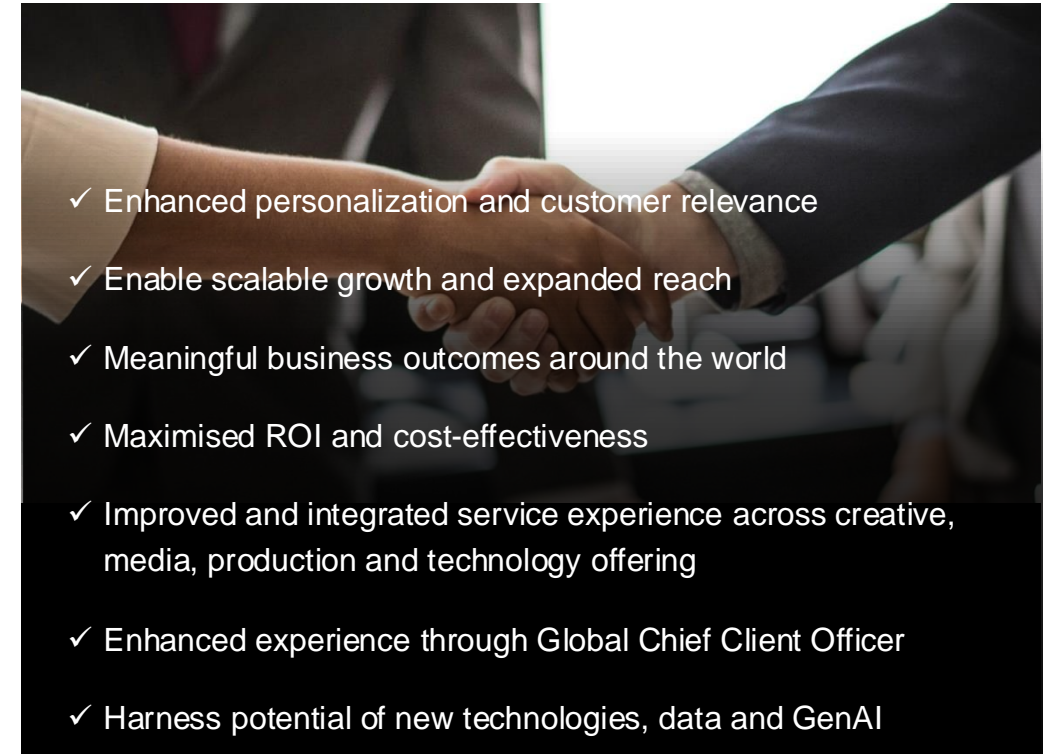 ✓ Enhanced personalization and customer relevance
✓ Enable scalable growth and expanded reach
✓ Meaningful business outcomes around the world
✓ Maximised ROI and cost-effectiveness
✓ Improved and integrated service experience across creative,
media, production and technology offering
✓ Enhanced experience through Global Chief Client Officer
✓ Harness potential of new technologies, data and GenAI